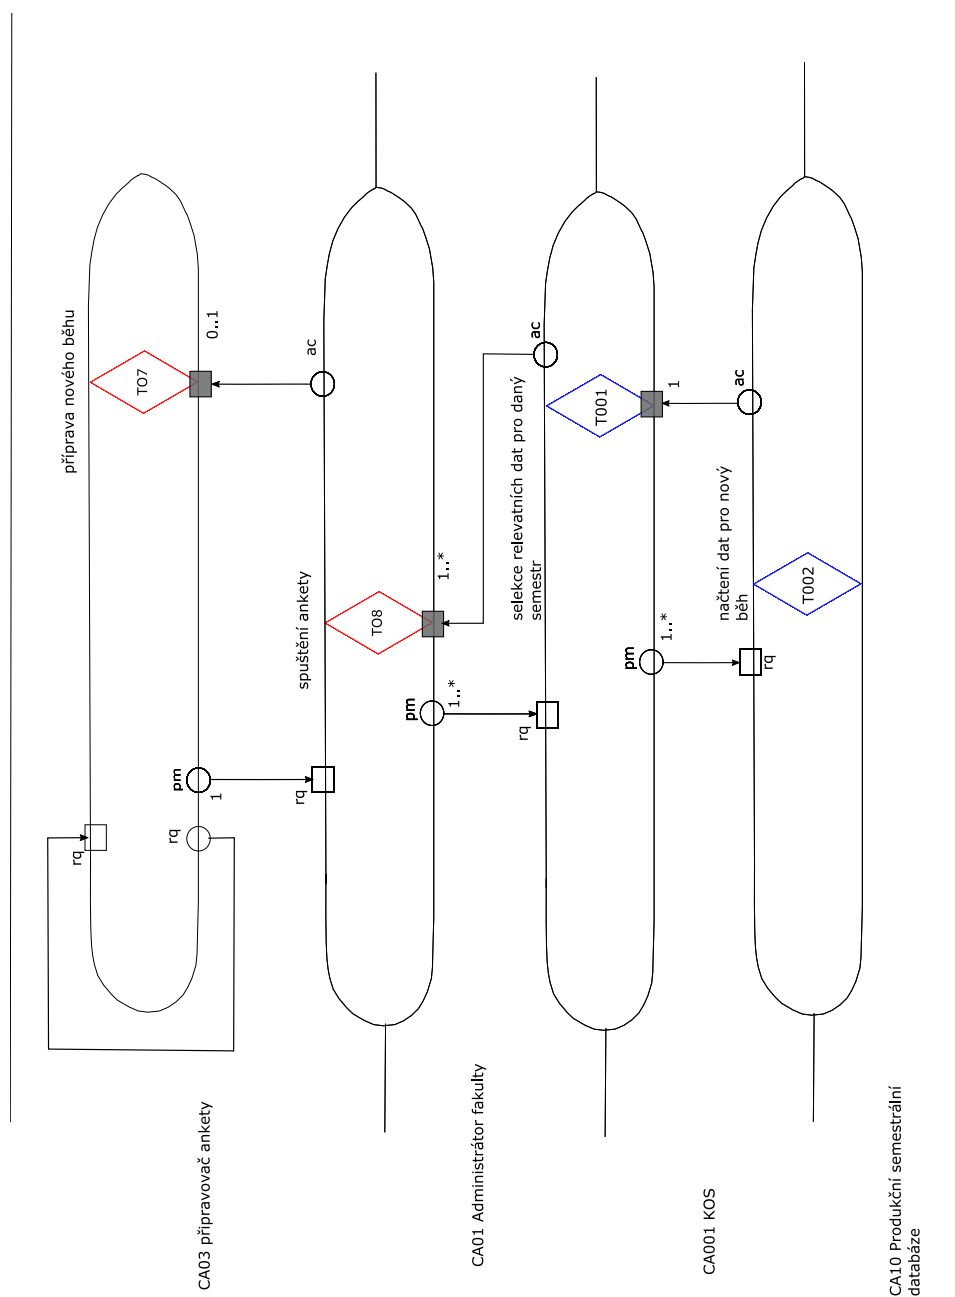 příprava nového běhu
TO7
0..1
ac
pm
1
rq
rq
rq
CA03 připravovač ankety
spuštění ankety
TO8
1..*
pm
1..*
rq
CA01 Administrátor fakulty
ac
selekce relevatních dat pro daný
semestr
T001
1
pm
1..*
rq
CA001 KOS
ac
načtení dat pro nový
běh
T002
CA10 Produkční semestrální
databáze